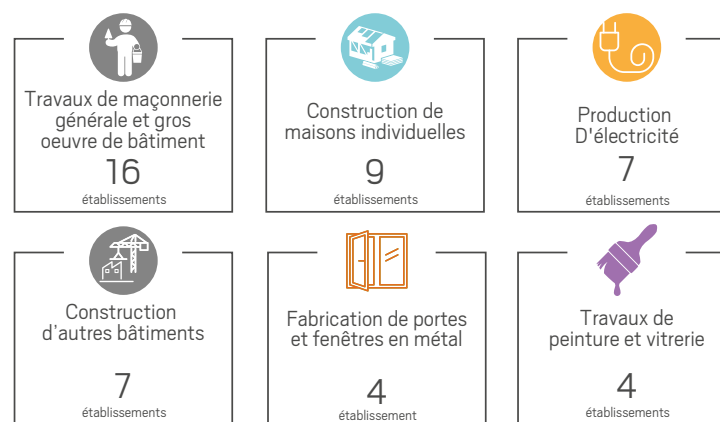 Travaux de maçonnerie
générale et gros
oeuvre de bâtiment
16
établissements
Construction de
maisons individuelles
9
établissements
Production
D'électricité
7
établissements
Construction
d'autres bâtiments
7
établissements
Fabrication de portes
et fenêtres en métal
4
établissement
Travaux de
peinture et vitrerie
4
établissements